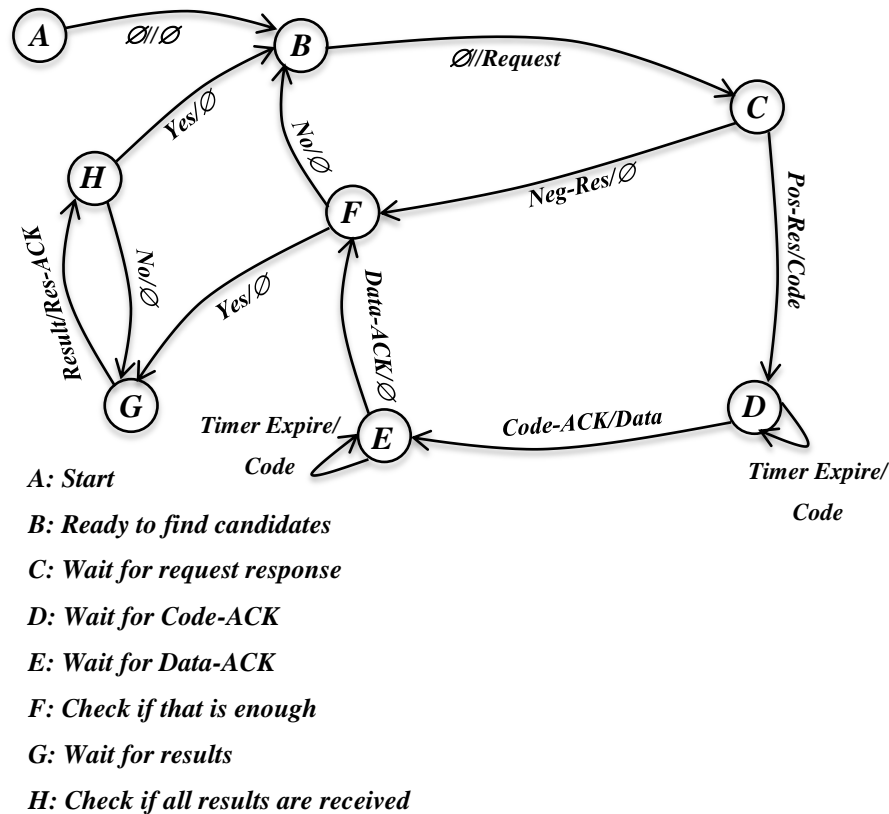 A
∅//∅
B
∅//Request
C
Yes/∅
No/∅
Neg-Res/∅
Pos-Res/Code
H
F
Result/Res-ACK
No/∅
Yes/∅
Data-ACK/∅
G
D
E
Timer Expire/
Code
Code-ACK/Data
Timer Expire/
Code
A: Start
B: Ready to find candidates
C: Wait for request response
D: Wait for Code-ACK
E: Wait for Data-ACK
F: Check if that is enough
G: Wait for results
H: Check if all results are received